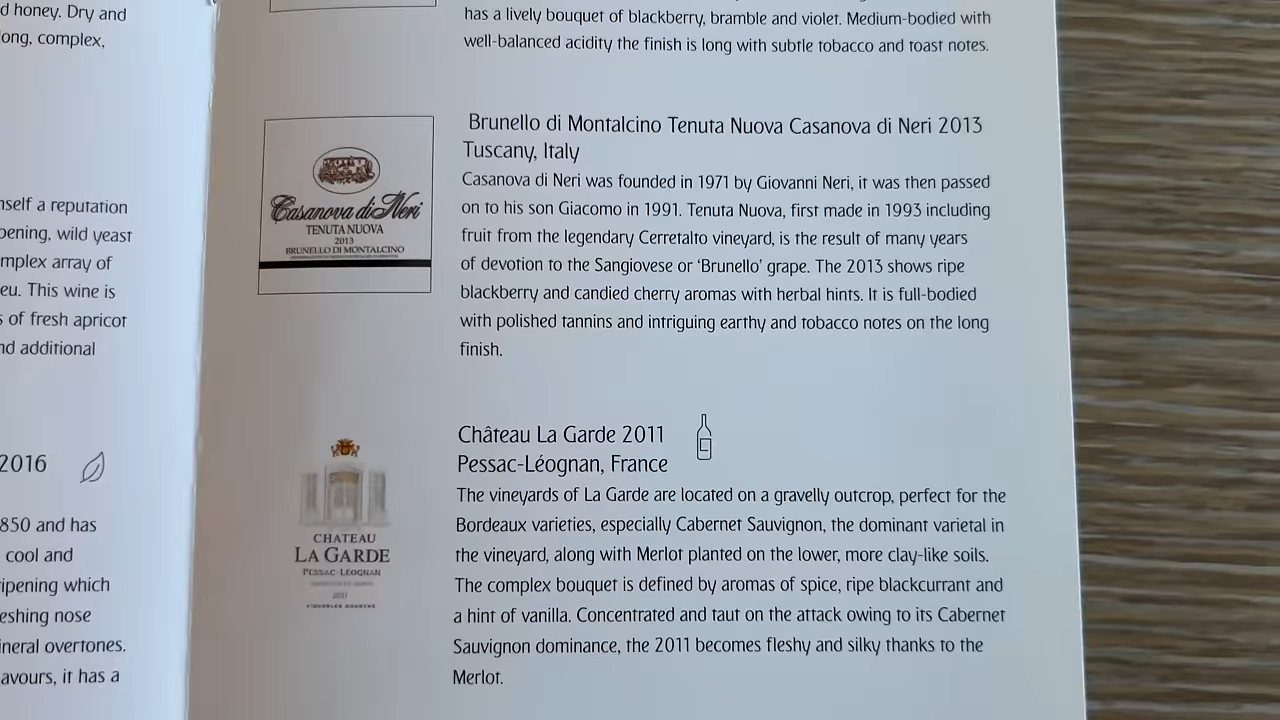 d honey. Dry and
ong, complex,
nself a reputation
pening, wild yeast
mplex array of
eu. This wine is
s of fresh apricot
nd additional
2016
850 and has
cool and
ripening which
eshing nose
ineral overtones.
avours, it has a
has a lively bouquet of blackberry, bramble and violet. Medium-bodied with
well-balanced acidity the finish is long with subtle tobacco and toast notes.
Casanova di Neri
TENUTA NUOVA
2013
BRUNELLO DI MONTALCINO
Brunello di Montalcino Tenuta Nuova Casanova di Neri 2013
Tuscany, Italy
Casanova di Neri was founded in 1971 by Giovanni Neri, it was then passed
on to his son Giacomo in 1991. Tenuta Nuova, first made in 1993 including
fruit from the legendary Cerretalto vineyard, is the result of many years
of devotion to the Sangiovese or ‘Brunello’ grape. The 2013 shows ripe
blackberry and candied cherry aromas with herbal hints. It is full-bodied
with polished tannins and intriguing earthy and tobacco notes on the long
finish.
CHATEAU
LA GARDE
PESSAC-LÉOGNAN
2011
VIGNOBLES DOURTHE
Château La Garde 2011
Pessac-Léognan, France
The vineyards of La Garde are located on a gravelly outcrop, perfect for the
Bordeaux varieties, especially Cabernet Sauvignon, the dominant varietal in
the vineyard, along with Merlot planted on the lower, more clay-like soils.
The complex bouquet is defined by aromas of spice, ripe blackcurrant and
a hint of vanilla. Concentrated and taut on the attack owing to its Cabernet
Sauvignon dominance, the 2011 becomes fleshy and silky thanks to the
Merlot.